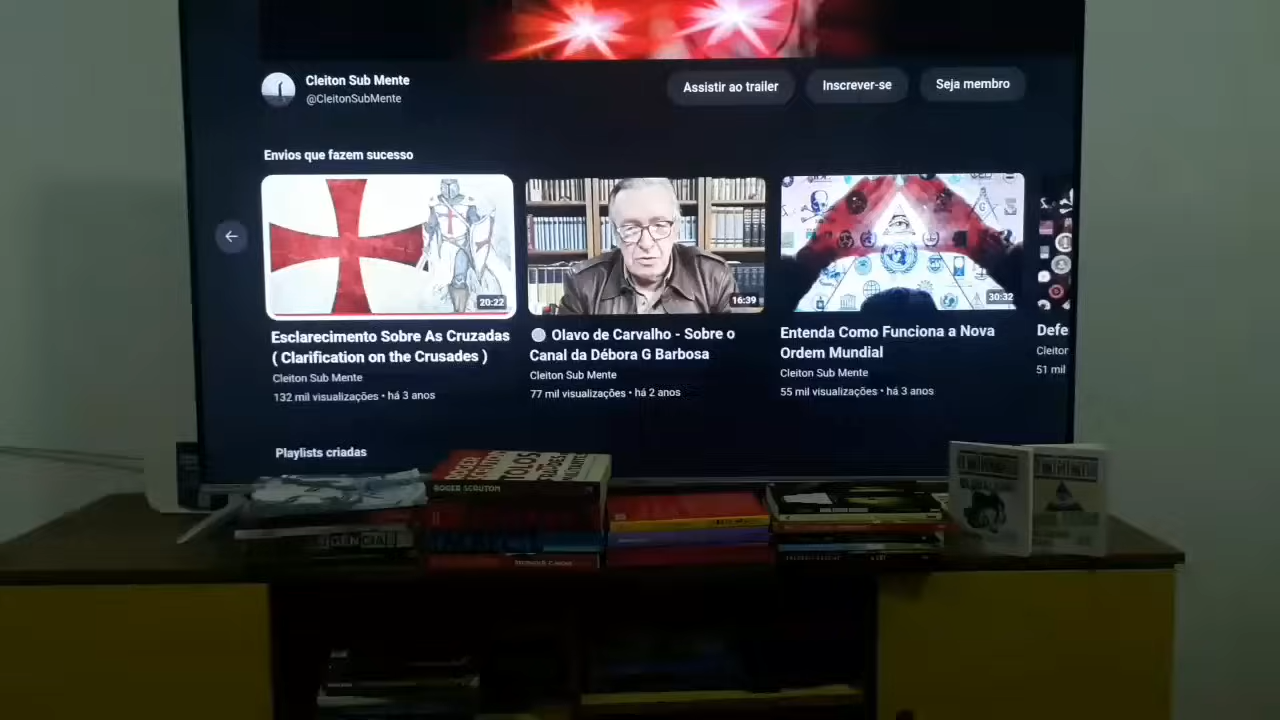 Cleiton Sub Mente
@CleitonSubMente
Assistir ao trailer
Inscrever-se
Seja membro
Envios que fazem sucesso
20:22
16:39
30:32
Esclarecimento Sobre As Cruzadas
( Clarification on the Crusades )
Cleiton Sub Mente
132 mil visualizações • há 3 anos
Olavo de Carvalho - Sobre o
Canal da Débora G Barbosa
Cleiton Sub Mente
77 mil visualizações • há 2 anos
Entenda Como Funciona a Nova
Ordem Mundial
Cleiton Sub Mente
55 mil visualizações • há 3 anos
Defe
Cleitor
51 mil
Playlists criadas
TOLOS
ROGER SCRUTON